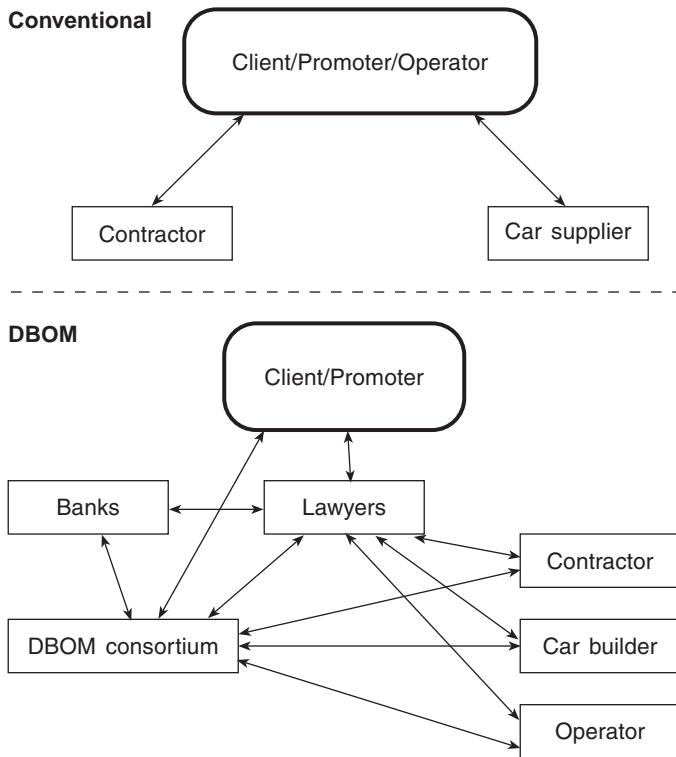 Conventional
Client/Promoter/Operator
Contractor
Car supplier
DBOM
Client/Promoter
Banks
Lawyers
Contractor
DBOM consortium
Car builder
Operator